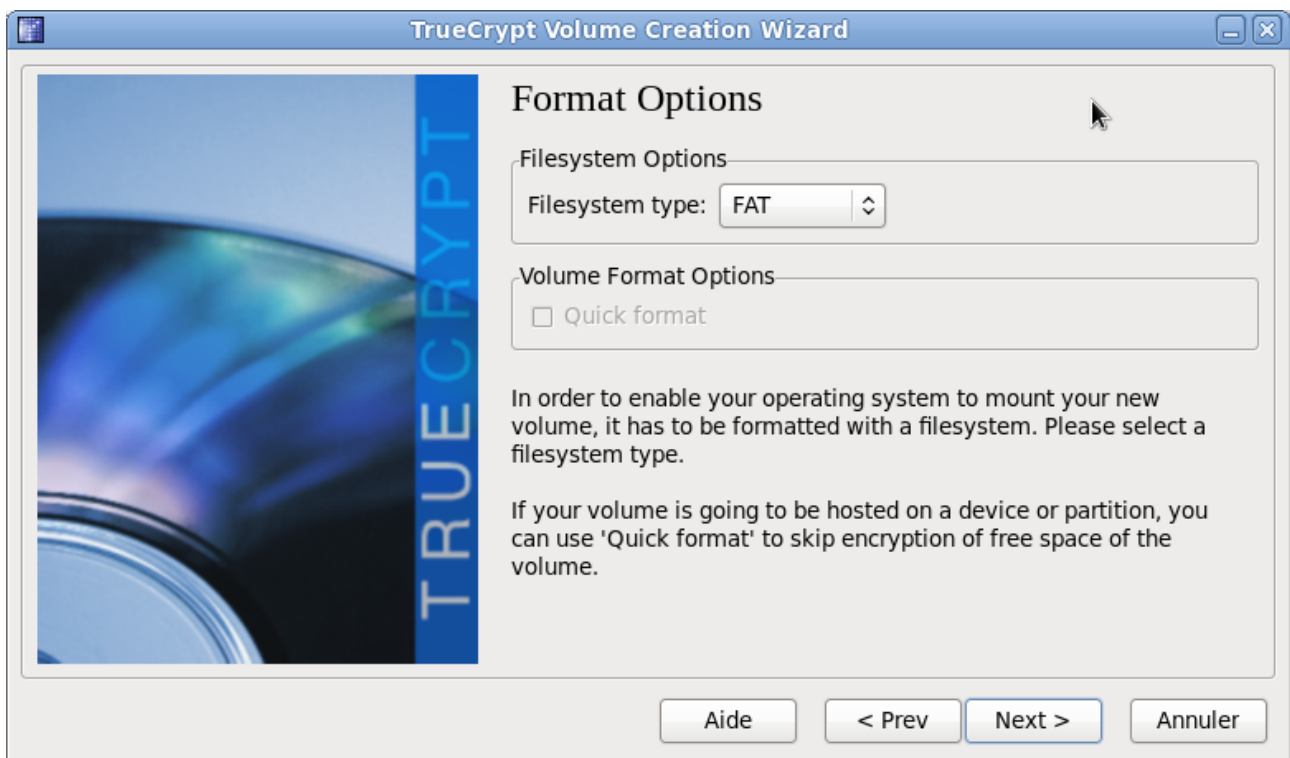 TrueCrypt Volume Creation Wizard
TRUECRYPT
Format Options
Filesystem Options
Filesystem type: FAT
Volume Format Options
Quick format
In order to enable your operating system to mount your new
volume, it has to be formatted with a filesystem. Please select a
filesystem type.
If your volume is going to be hosted on a device or partition, you
can use 'Quick format' to skip encryption of free space of the
volume.
Aide
< Prev
Next >
Annuler